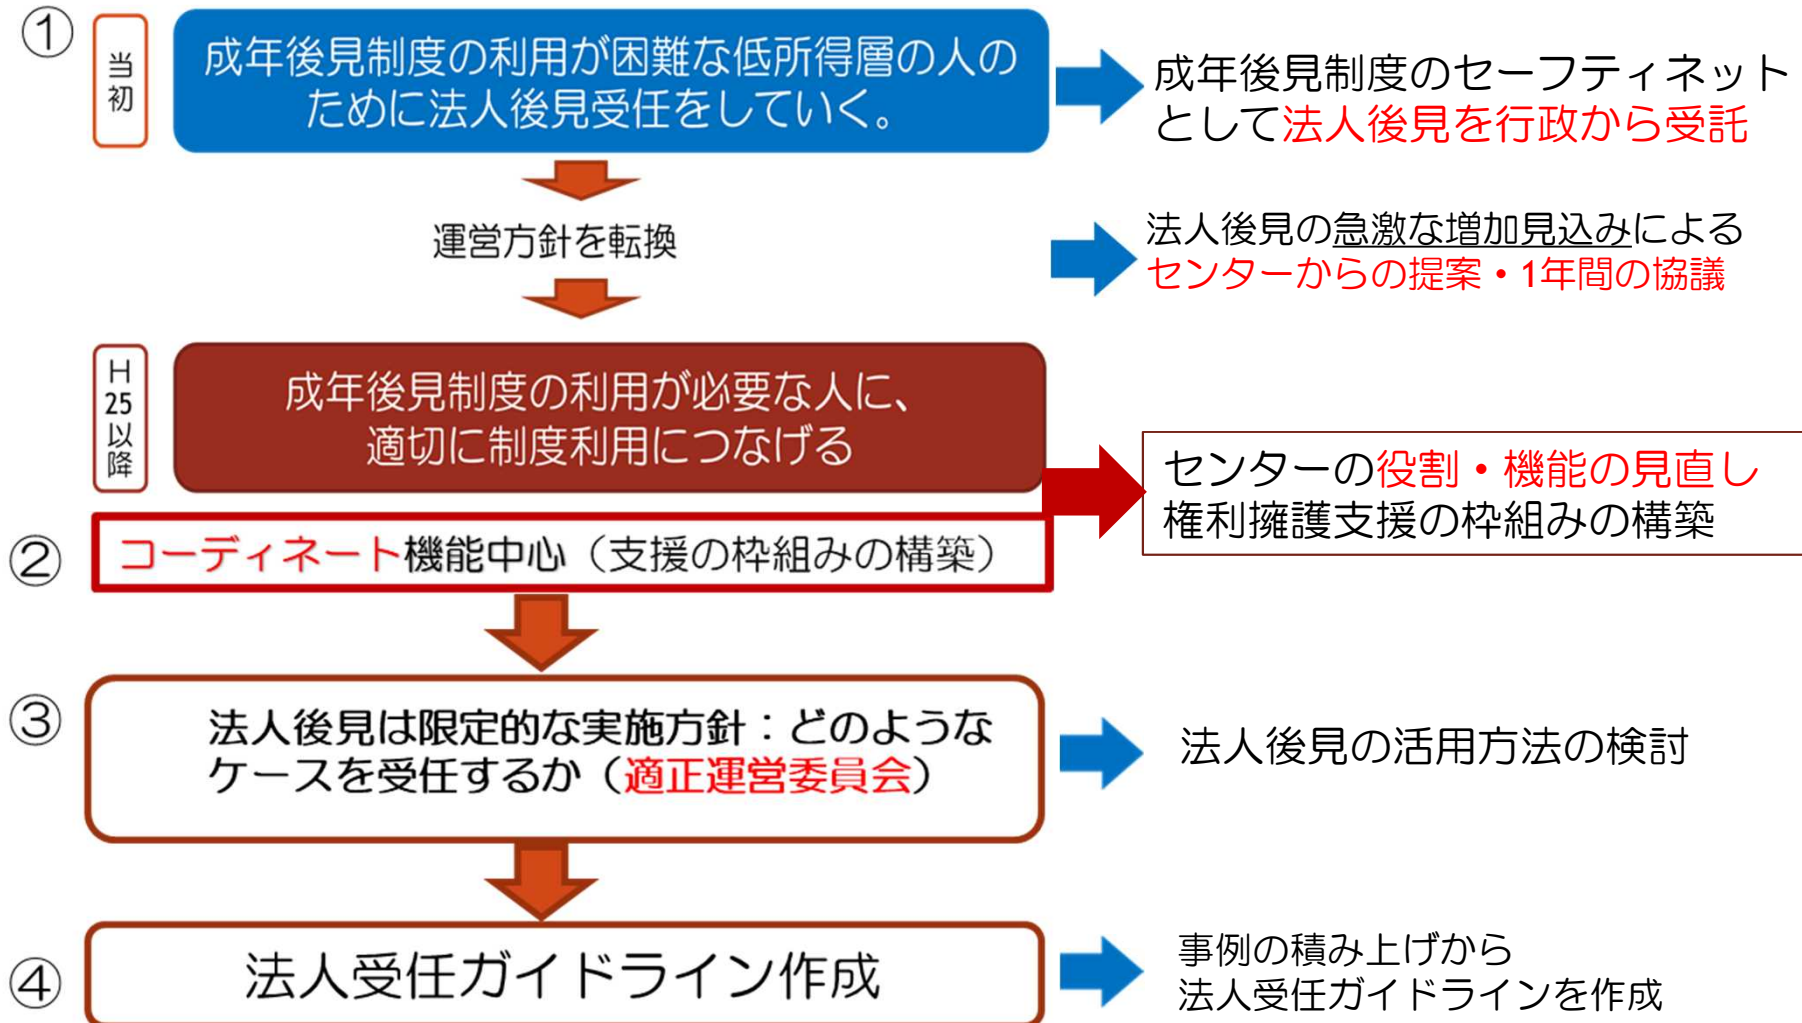 ①
当初
成年後見制度の利用が困難な低所得層の人の
ために法人後見受任をしていく。
成年後見制度のセーフティネット
として法人後見を行政から受託
運営方針を転換
法人後見の急激な増加見込みによる
センターからの提案・1年間の協議
H25以降
成年後見制度の利用が必要な人に、
適切に制度利用につなげる
センターの役割・機能の見直し
権利擁護支援の枠組みの構築
②
コーディネート機能中心（支援の枠組みの構築）
③
法人後見は限定的な実施方針：どのような
ケースを受任するか（適正運営委員会）
法人後見の活用方法の検討
④
法人受任ガイドライン作成
事例の積み上げから
法人受任ガイドラインを作成